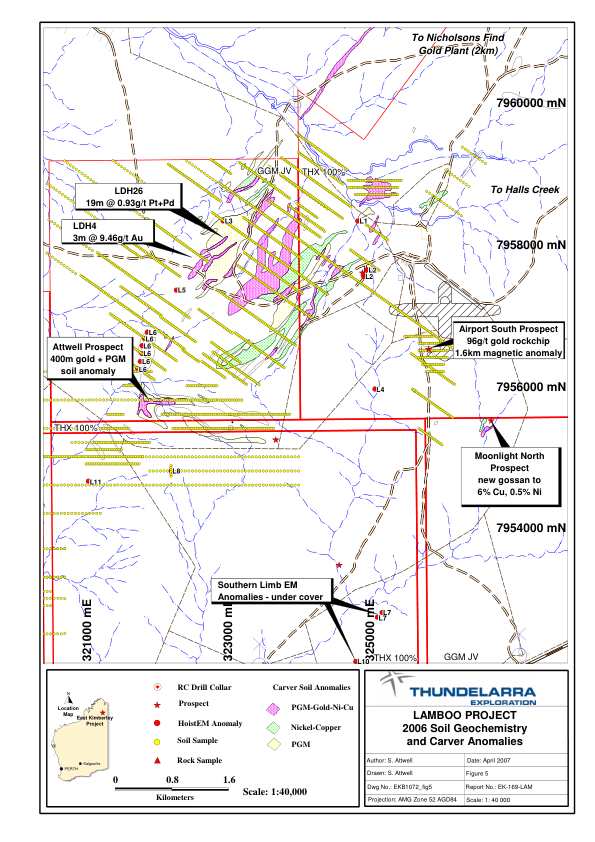 To Nicholsons Find
Gold Plant (2km)
7960000 mN
GGM JV
THX 100%
To Halls Creek
LDH26
19m @ 0.93g/t Pt+Pd
LDH4
3m @ 9.46g/t Au
L3
L1
7958000 mN
L2
L2
L5
L6
L6
L6
L6
L6
Airport South Prospect
96g/t gold rockchip
1.6km magnetic anomaly
Attwell Prospect
400m gold + PGM
soil anomaly
7956000 mN
L4
THX 100%
Moonlight North
Prospect
new gossan to
6% Cu, 0.5% Ni
L8
L11
7954000 mN
Southern Limb EM
Anomalies - under cover
L7
L7
L10
321000 mE
323000 mE
325000 mE
THX 100%
GGM JV
N
Location
Map
East Kimberley
Project
Kalgoorlie
PERTH
RC Drill Collar
Prospect
HoistEM Anomaly
Soil Sample
Rock Sample
Carver Soil Anomalies
PGM-Gold-Ni-Cu
Nickel-Copper
PGM
0 0.8 1.6
Kilometers
Scale: 1:40,000
THUNDELARRA
EXPLORATION
LAMBOO PROJECT
2006 Soil Geochemistry
and Carver Anomalies
Author: S. Attwell
Date: April 2007
Drawn: S. Attwell
Figure 5
Dwg No.: EKB1072_fig5
Report No.: EK-169-LAM
Projection: AMG Zone 52 AGD84
Scale: 1: 40 000